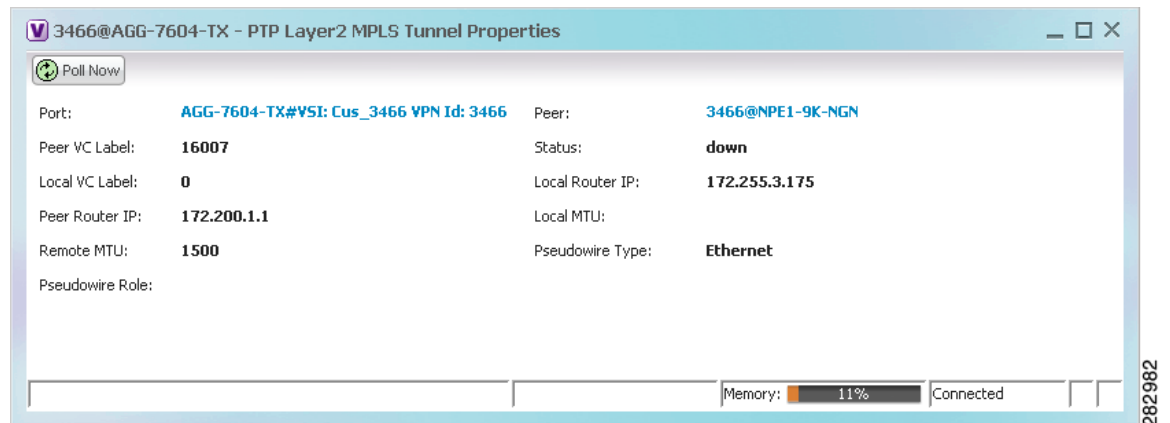 V 3466@AGG-7604-TX - PTP Layer2 MPLS Tunnel Properties
Poll Now
Port: AGG-7604-TX#VSI: Cus_3466 VPN Id: 3466 Peer: 3466@NPE1-9K-NGN
Peer VC Label: 16007 Status: down
Local VC Label: 0 Local Router IP: 172.255.3.175
Peer Router IP: 172.200.1.1 Local MTU:
Remote MTU: 1500 Pseudowire Type: Ethernet
Pseudowire Role:
Memory: 11% Connected
282982